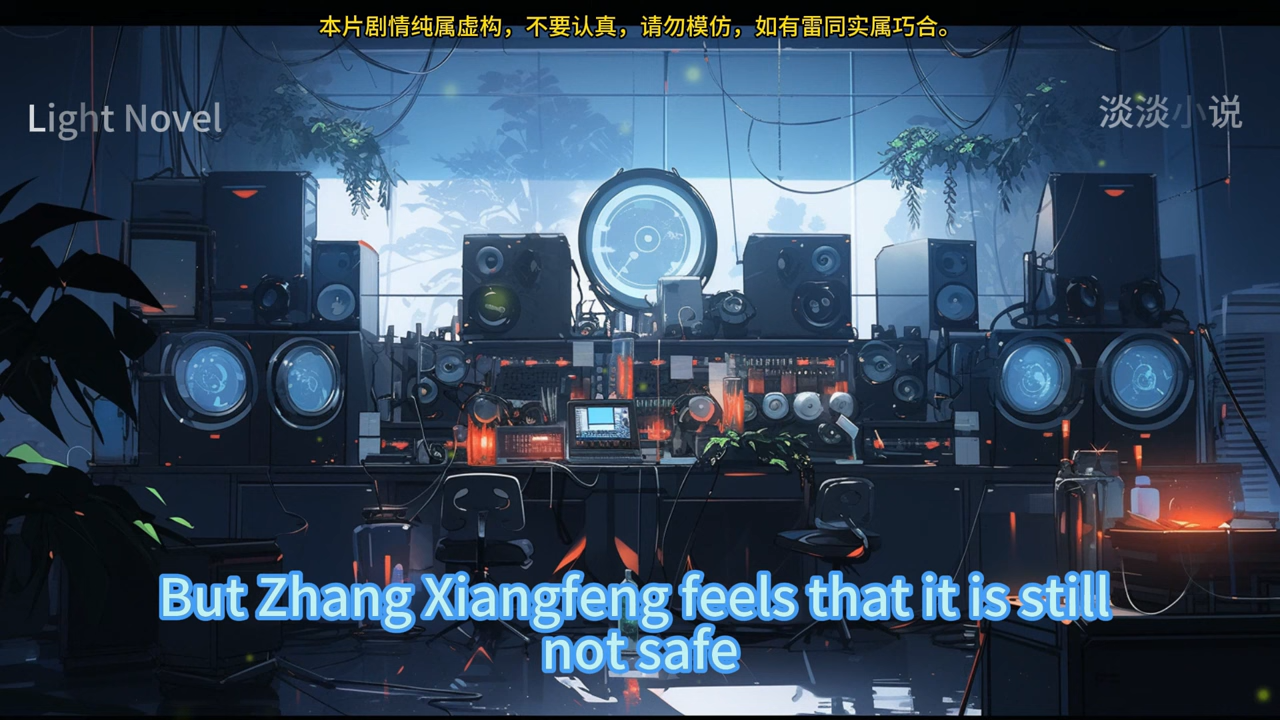 本片剧情纯属虚构，不要认真，请勿模仿，如有雷同实属巧合。
Light Novel
淡淡小说
But Zhang Xiangfeng feels that it is still
not safe